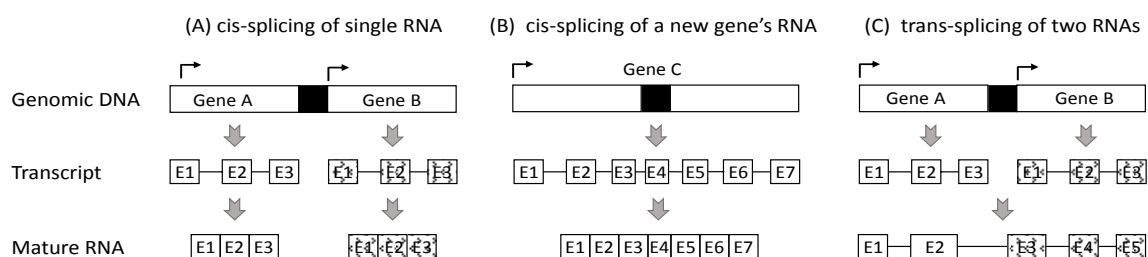 (A) cis-splicing of single RNA (B) cis-splicing of a new gene's RNA (C) trans-splicing of two RNAs
Gene C
Genomic DNA Gene A Gene B Gene A Gene B
Transcript E1 E2 E3 E1 E2 E3 E1 E2 E3 E4 E5 E6 E7 E1 E2 E3 E1 E2 E3
Mature RNA E1 E2 E3 E1 E2 E3 E1 E2 E3 E4 E5 E6 E7 E1 E2 E3 E4 E5